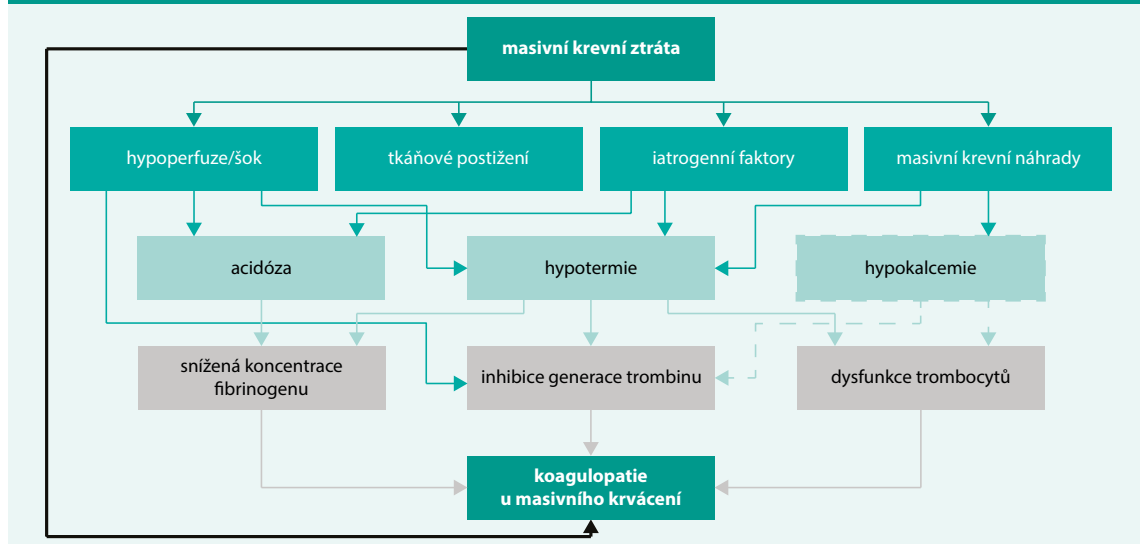 masivní krevní ztráta
hypoperfuze/šok
tkáňové postižení
iatrogenní faktory
masivní krevní náhrady
acidóza
hypotermie
hypokalcemie
snížená koncentrace
fibrinogenu
inhibice generace trombinu
dysfunkce trombocytů
koagulopatie
u masivního krvácení